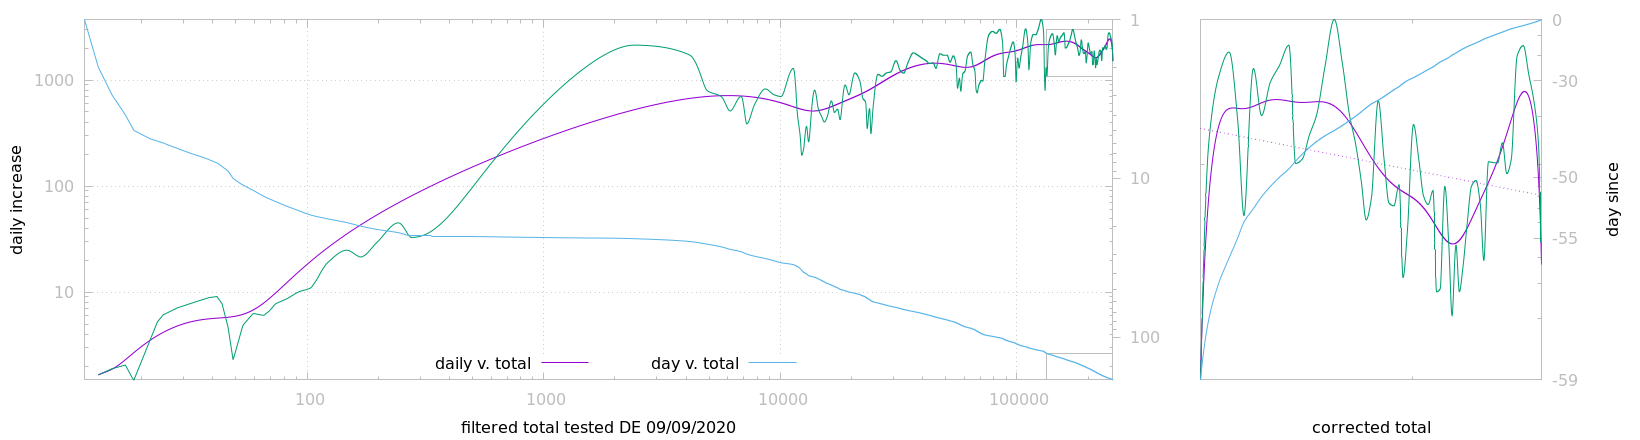 1
0
1000
-30
daily increase
100
10
-50
day since
-55
10
100
daily v. total
day v. total
-59
100
1000
10000
100000
filtered total tested DE 09/09/2020
corrected total